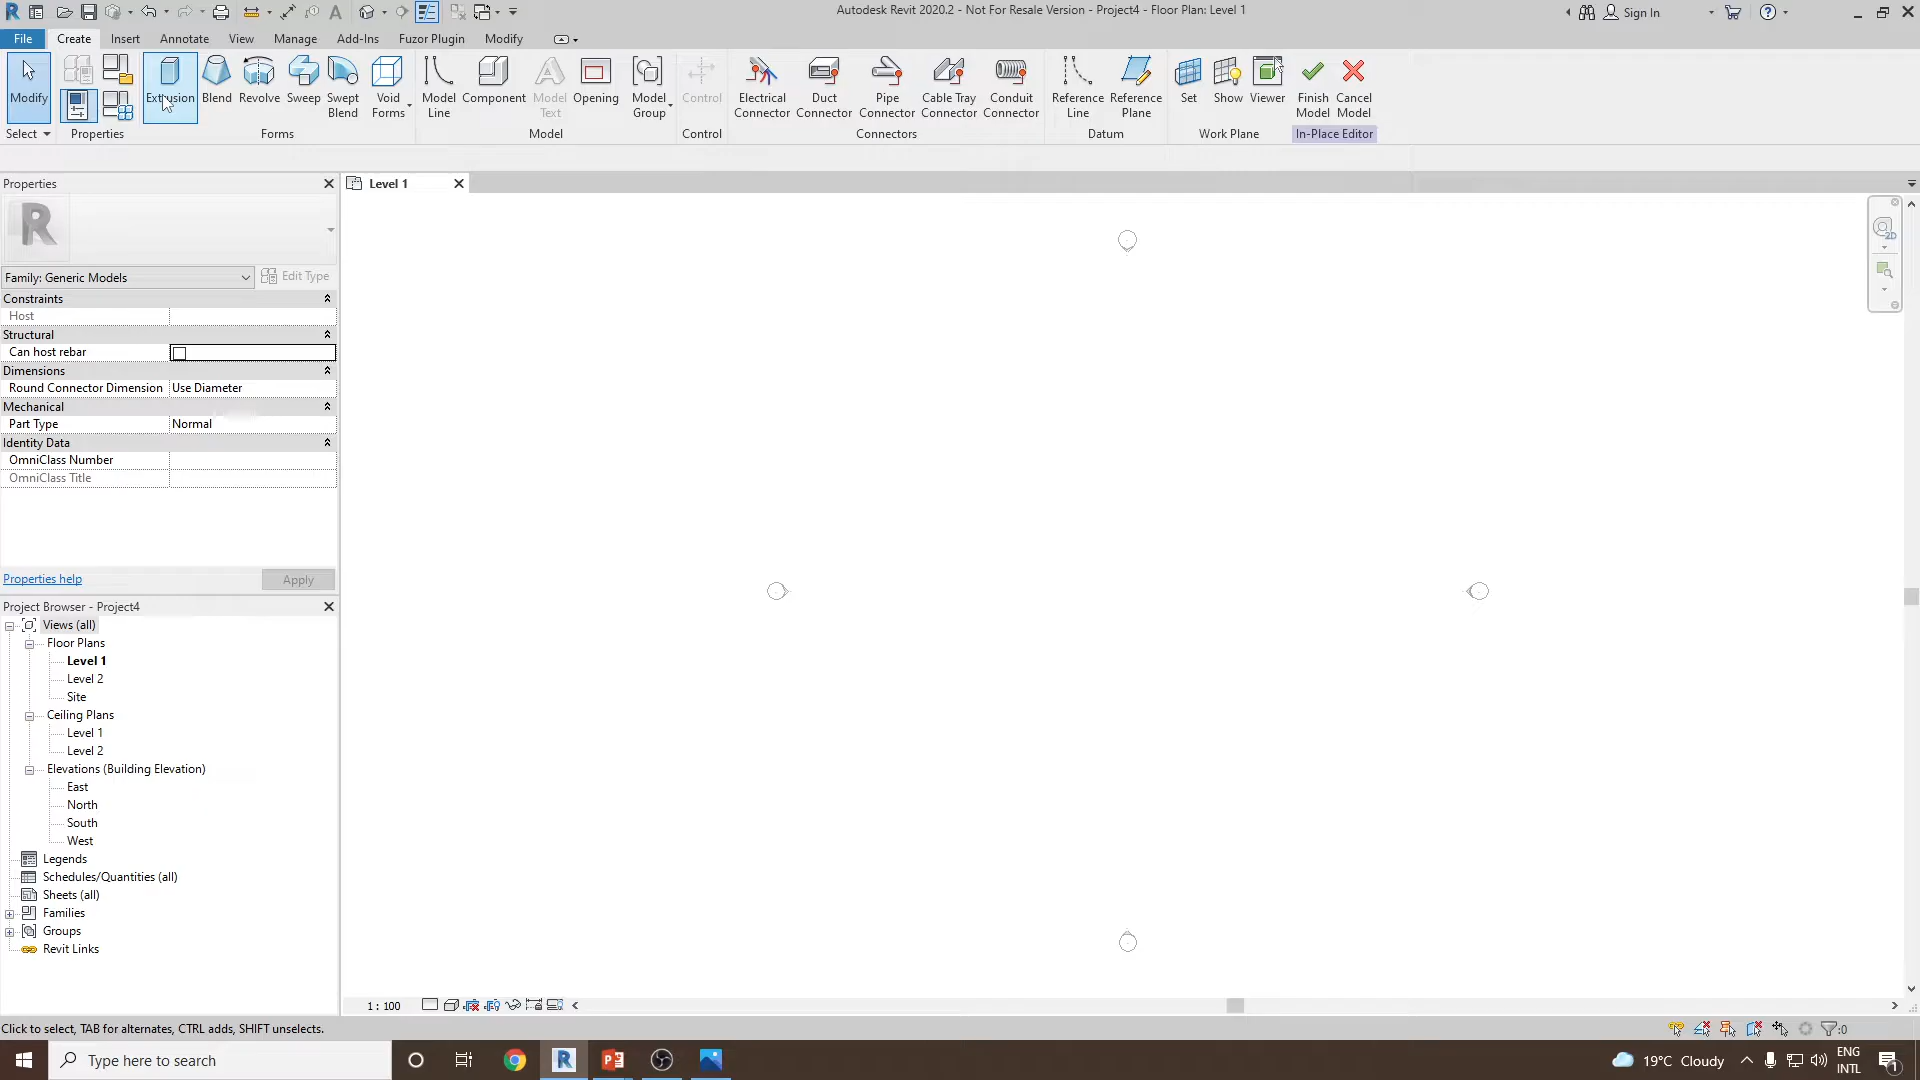 Autodesk Revit 2020.2 - Not For Resale Version - Project4 - Floor Plan: Level 1
Sign In
File Create Insert Annotate View Manage Add-Ins Fuzor Plugin Modify
Modify
Extrusion Blend Revolve Sweep Swept Blend Void Forms
Model Line Component Model Text Opening Model Group
Control
Electrical Connector Duct Connector Pipe Connector Cable Tray Connector Conduit Connector
Reference Line Reference Plane
Set Show Viewer
Finish Model Cancel Model
Select Properties Forms Model Control Connectors Datum Work Plane In-Place Editor
Properties
Level 1
R
Family: Generic Models
Edit Type
Constraints
Host
Structural
Can host rebar
Dimensions
Round Connector Dimension Use Diameter
Mechanical
Part Type Normal
Identity Data
OmniClass Number
OmniClass Title
Properties help
Apply
Project Browser - Project4
Views (all)
Floor Plans
Level 1
Level 2
Site
Ceiling Plans
Level 1
Level 2
Elevations (Building Elevation)
East
North
South
West
Legends
Schedules/Quantities (all)
Sheets (all)
Families
Groups
Revit Links
2D
1 : 100
Click to select, TAB for alternates, CTRL adds, SHIFT unselects.
:0
Type here to search
19°C Cloudy
ENG
INTL
1